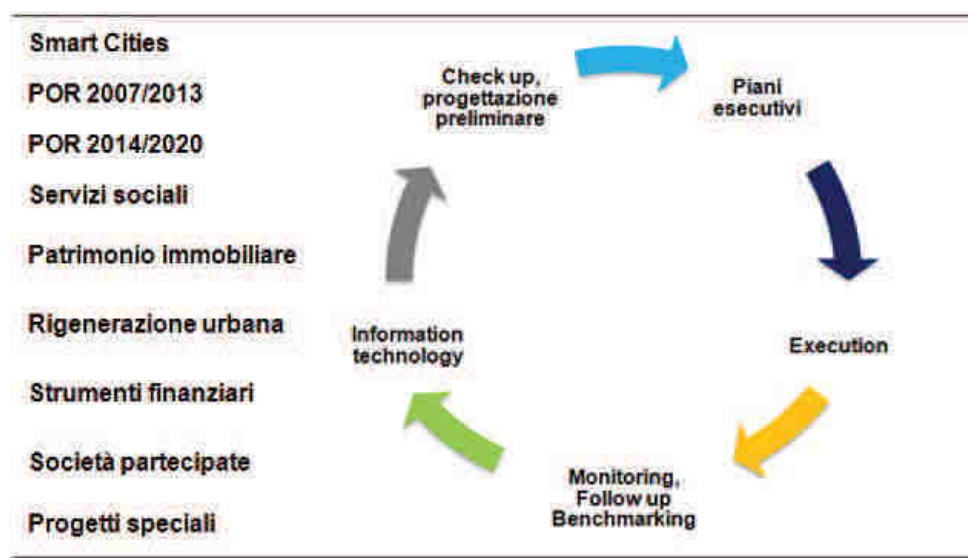 Smart Cities
POR 2007/2013
POR 2014/2020
Servizi sociali
Patrimonio immobiliare
Rigenerazione urbana
Strumenti finanziari
Società partecipate
Progetti speciali
Check up,
progettazione
preliminare
Piani
esecutivi
Execution
Monitoring,
Follow up
Benchmarking
Information
technology